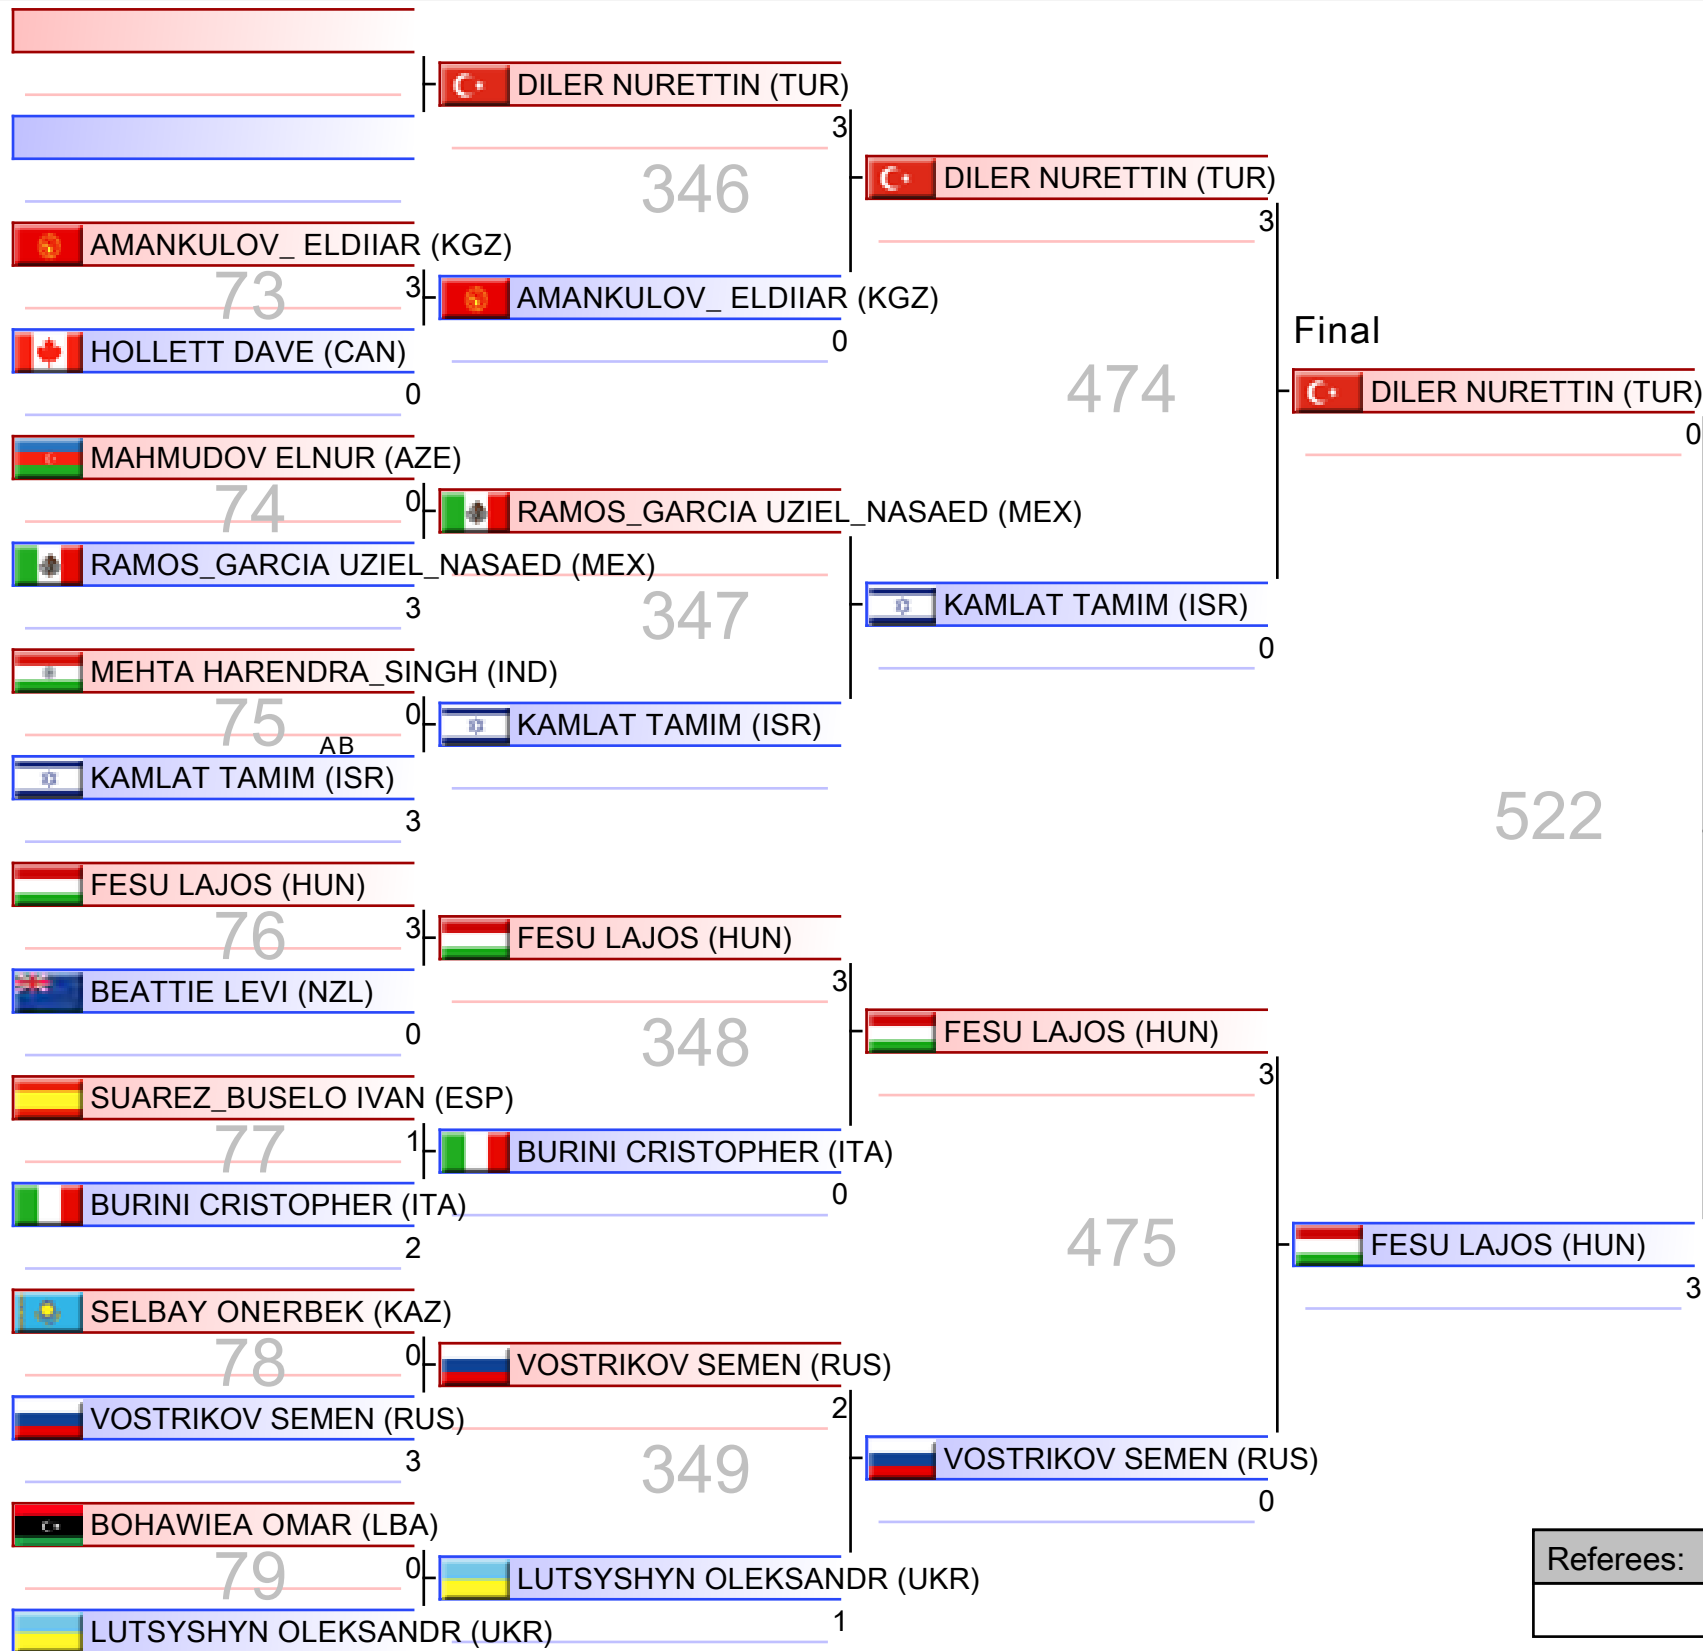 DILER NURETTIN (TUR)
3
346
DILER NURETTIN (TUR)
3
AMANKULOV_ ELDIIAR (KGZ)
73
3
AMANKULOV_ ELDIIAR (KGZ)
0
HOLLETT DAVE (CAN)
0
474
Final
DILER NURETTIN (TUR)
0
MAHMUDOV ELNUR (AZE)
74
0
RAMOS_GARCIA UZIEL_NASAED (MEX)
RAMOS_GARCIA UZIEL_NASAED (MEX)
3
347
KAMLAT TAMIM (ISR)
0
MEHTA HARENDRA_SINGH (IND)
75
0
AB
KAMLAT TAMIM (ISR)
KAMLAT TAMIM (ISR)
3
522
FESU LAJOS (HUN)
76
3
FESU LAJOS (HUN)
3
BEATTIE LEVI (NZL)
0
348
FESU LAJOS (HUN)
3
SUAREZ_BUSELO IVAN (ESP)
77
1
BURINI CRISTOPHER (ITA)
0
BURINI CRISTOPHER (ITA)
2
475
FESU LAJOS (HUN)
3
SELBAY ONERBEK (KAZ)
78
0
VOSTRIKOV SEMEN (RUS)
2
VOSTRIKOV SEMEN (RUS)
3
349
VOSTRIKOV SEMEN (RUS)
0
BOHAWIEA OMAR (LBA)
79
0
LUTSYSHYN OLEKSANDR (UKR)
1
LUTSYSHYN OLEKSANDR (UKR)
Referees: